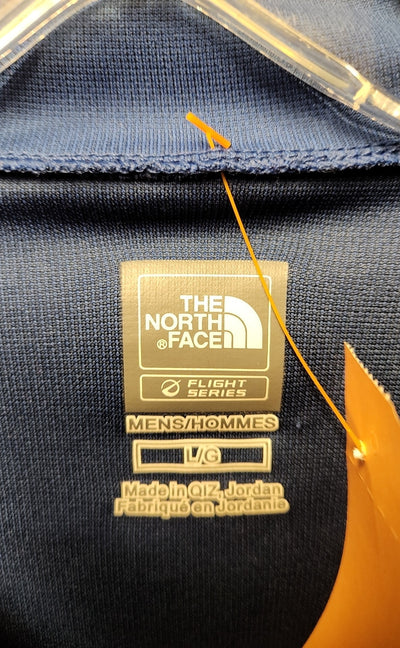 THE
NORTH
® FACE
FLIGHT
SERIES
MENS/HOMMES
L/G
Made in QIZ, Jordan
Fabriqué en Jordanie